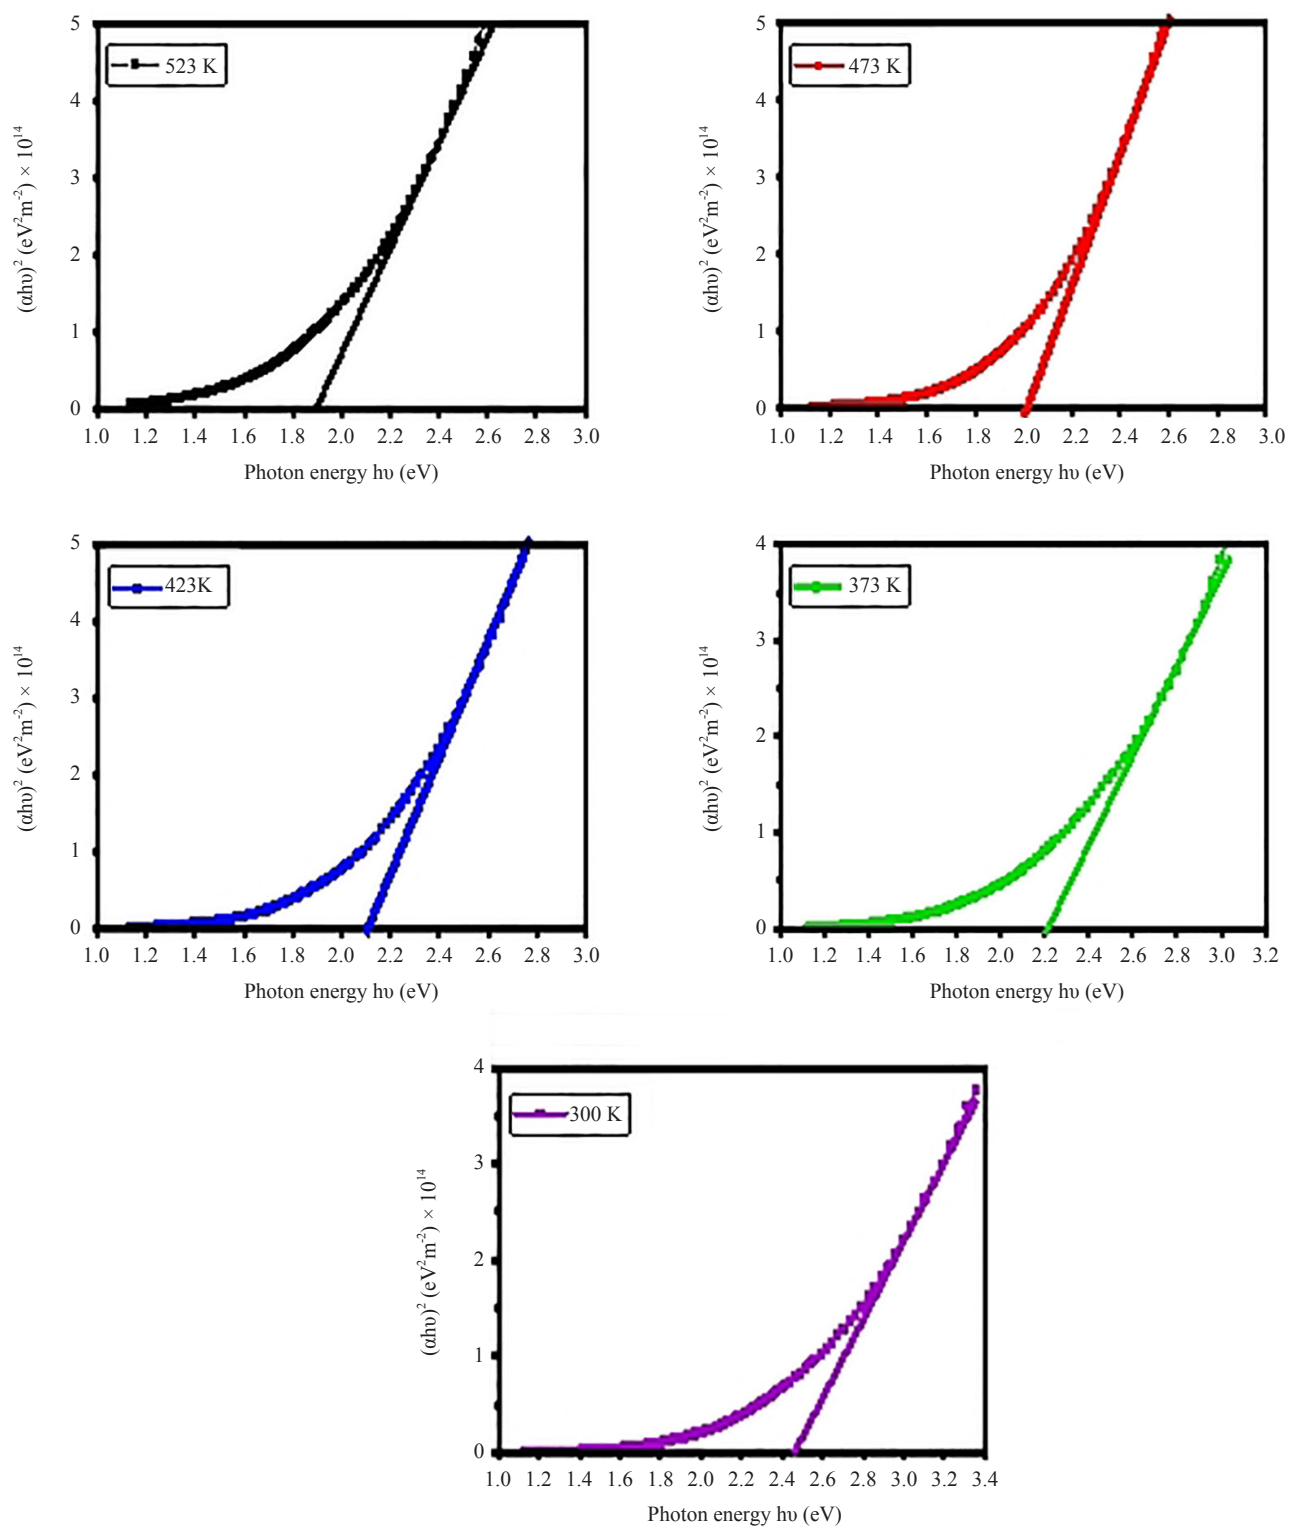 523 K
5
4
3
2
1
0
(αhυ)² (eV²m⁻²) × 10¹⁴
1.0 1.2 1.4 1.6 1.8 2.0 2.2 2.4 2.6 2.8 3.0
Photon energy hυ (eV)
473 K
5
4
3
2
1
0
(αhυ)² (eV²m⁻²) × 10¹⁴
1.0 1.2 1.4 1.6 1.8 2.0 2.2 2.4 2.6 2.8 3.0
Photon energy hυ (eV)
423K
5
4
3
2
1
0
(αhυ)² (eV²m⁻²) × 10¹⁴
1.0 1.2 1.6 1.8 2.0 2.2 2.4 2.6 2.8 3.0
Photon energy hυ (eV)
373 K
4
3
2
1
0
(αhυ)² (eV²m⁻²) × 10¹⁴
1.0 1.2 1.4 1.6 1.8 2.0 2.2 2.4 2.6 2.8 3.0 3.2
Photon energy hυ (eV)
300 K
4
3
2
1
0
(αhυ)² (eV²m⁻²) × 10¹⁴
1.0 1.2 1.4 1.6 1.8 2.0 2.2 2.4 2.6 2.8 3.0 3.2 3.4
Photon energy hυ (eV)